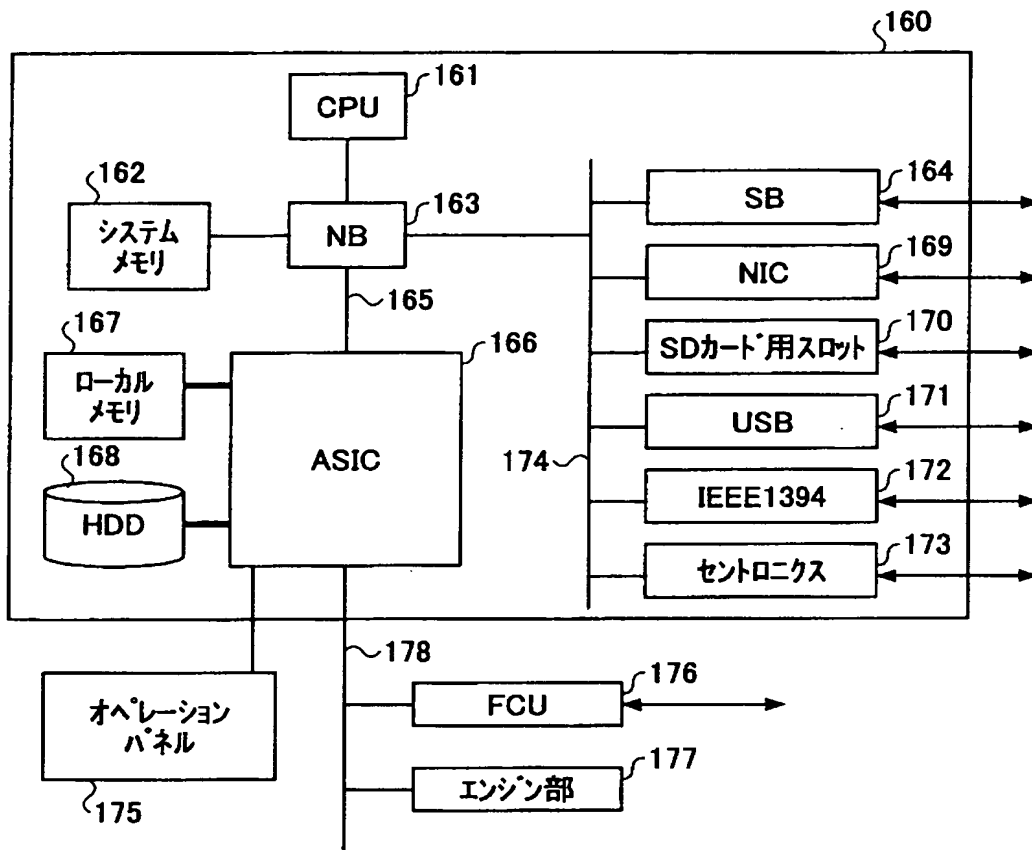 160
161
CPU
162
システム
メモリ
163
NB
164
SB
165
169
NIC
167
ローカル
メモリ
166
ASIC
170
SDカード用スロット
171
USB
168
HDD
174
172
IEEE1394
173
セントロニクス
178
176
FCU
オペレーション
パネル
175
177
エンジン部